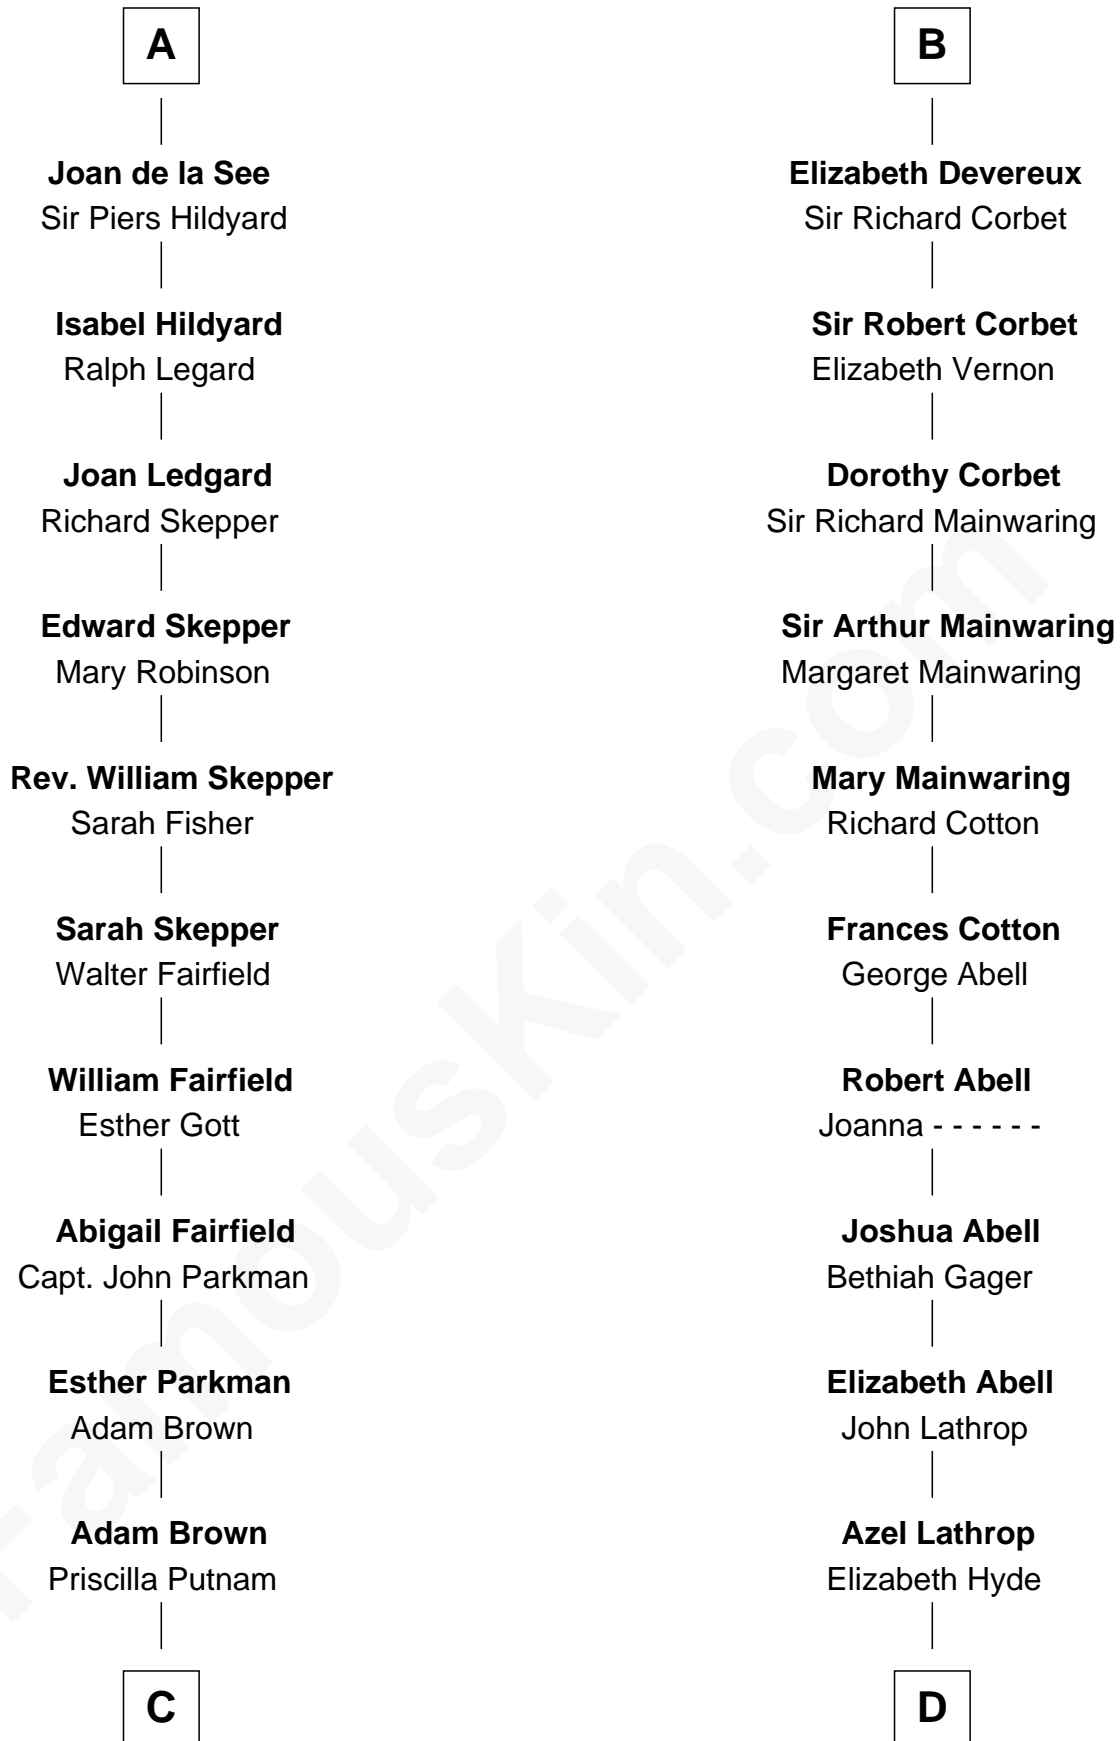 A
Joan de la See
Sir Piers Hildyard
Isabel Hildyard
Ralph Legard
Joan Ledgard
Richard Skepper
Edward Skepper
Mary Robinson
Rev. William Skepper
Sarah Fisher
Sarah Skepper
Walter Fairfield
William Fairfield
Esther Gott
Abigail Fairfield
Capt. John Parkman
Esther Parkman
Adam Brown
Adam Brown
Priscilla Putnam
C
B
Elizabeth Devereux
Sir Richard Corbet
Sir Robert Corbet
Elizabeth Vernon
Dorothy Corbet
Sir Richard Mainwaring
Sir Arthur Mainwaring
Margaret Mainwaring
Mary Mainwaring
Richard Cotton
Frances Cotton
George Abell
Robert Abell
Joanna - - - - - -
Joshua Abell
Bethiah Gager
Elizabeth Abell
John Lathrop
Azel Lathrop
Elizabeth Hyde
D
FamousKin.com